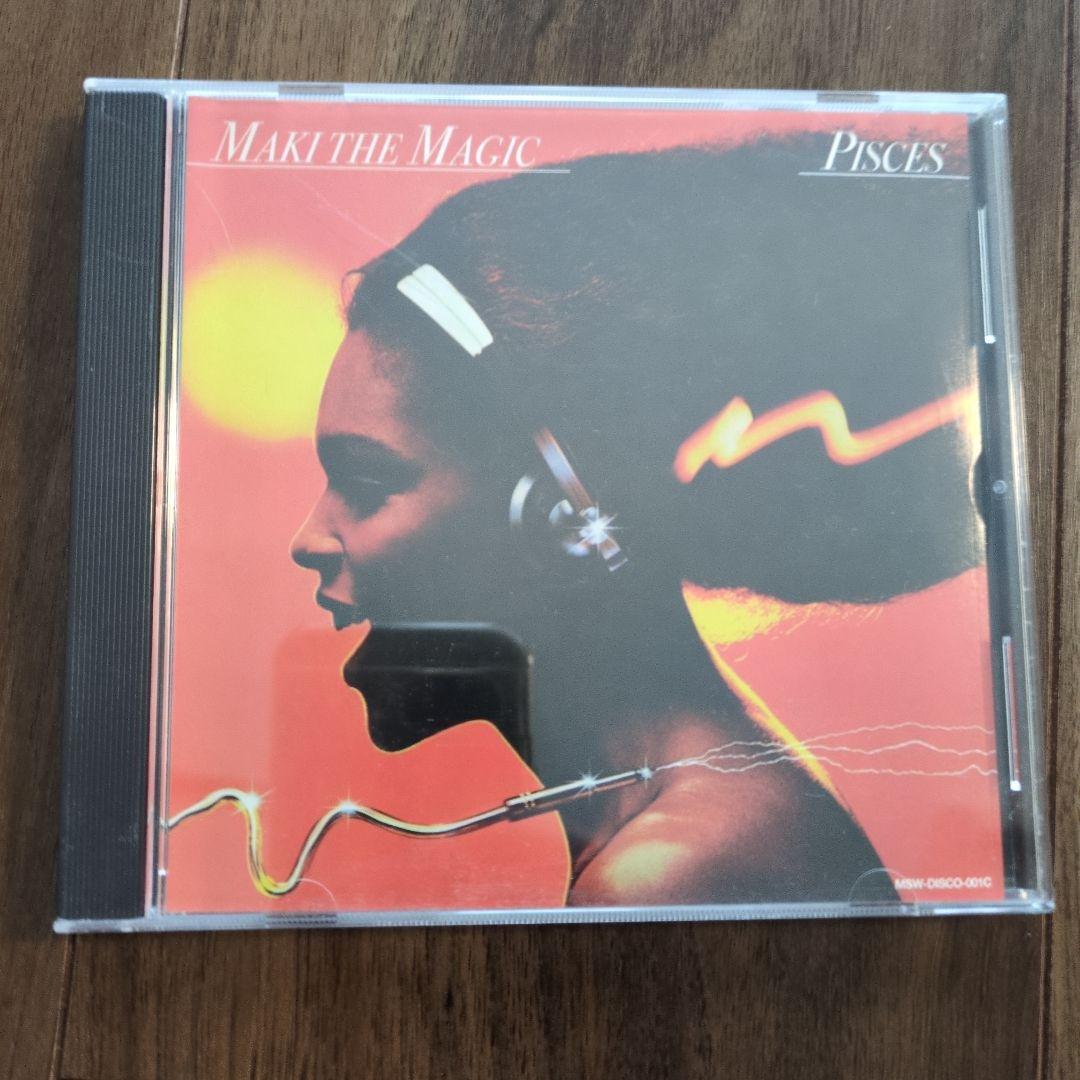 MAKI THE MAGIC
PISCES
MSW-DISCO-001C